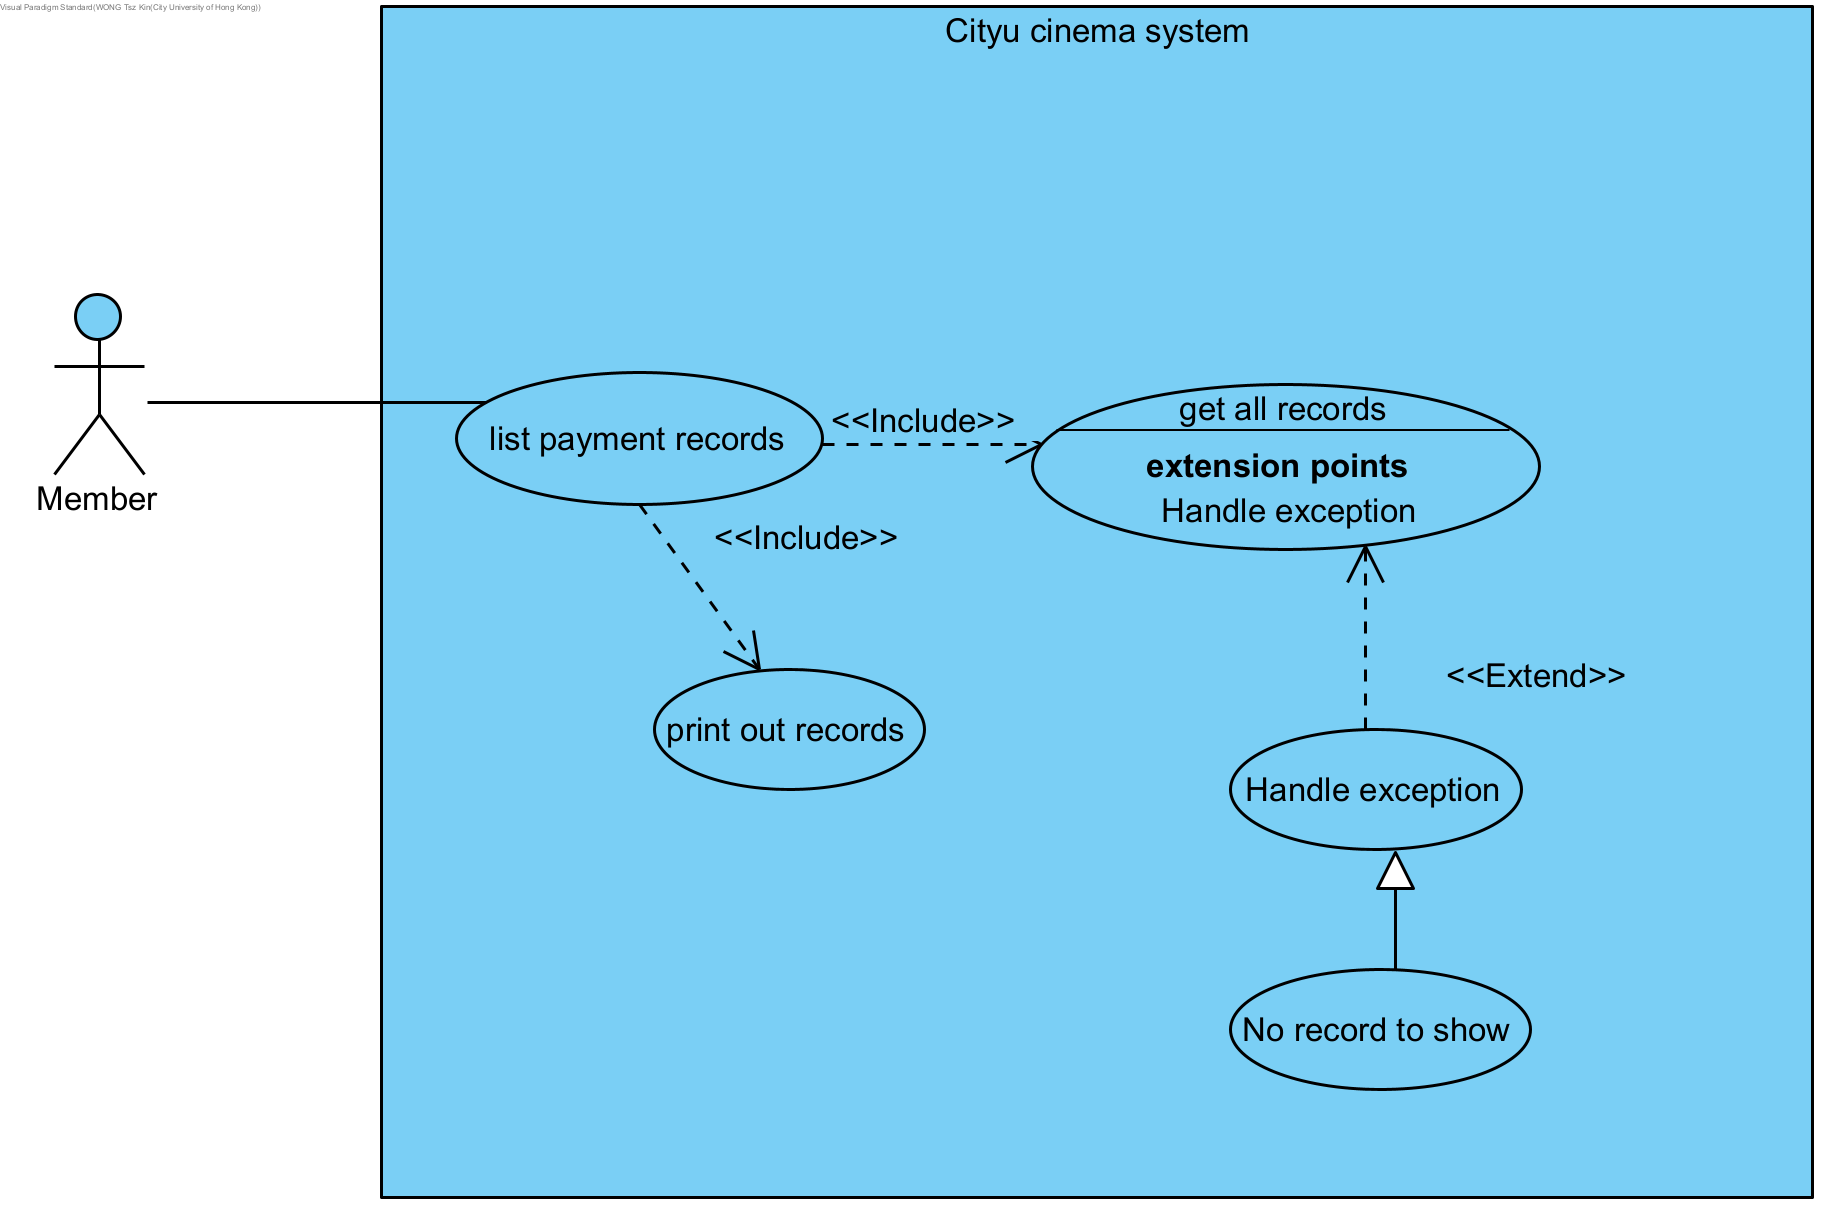 Visual Paradigm Standard(WONG Tsz Kin(City University of Hong Kong))
Cityu cinema system
Member
list payment records
<<Include>>
get all records
extension points
Handle exception
<<Include>>
print out records
<<Extend>>
Handle exception
No record to show